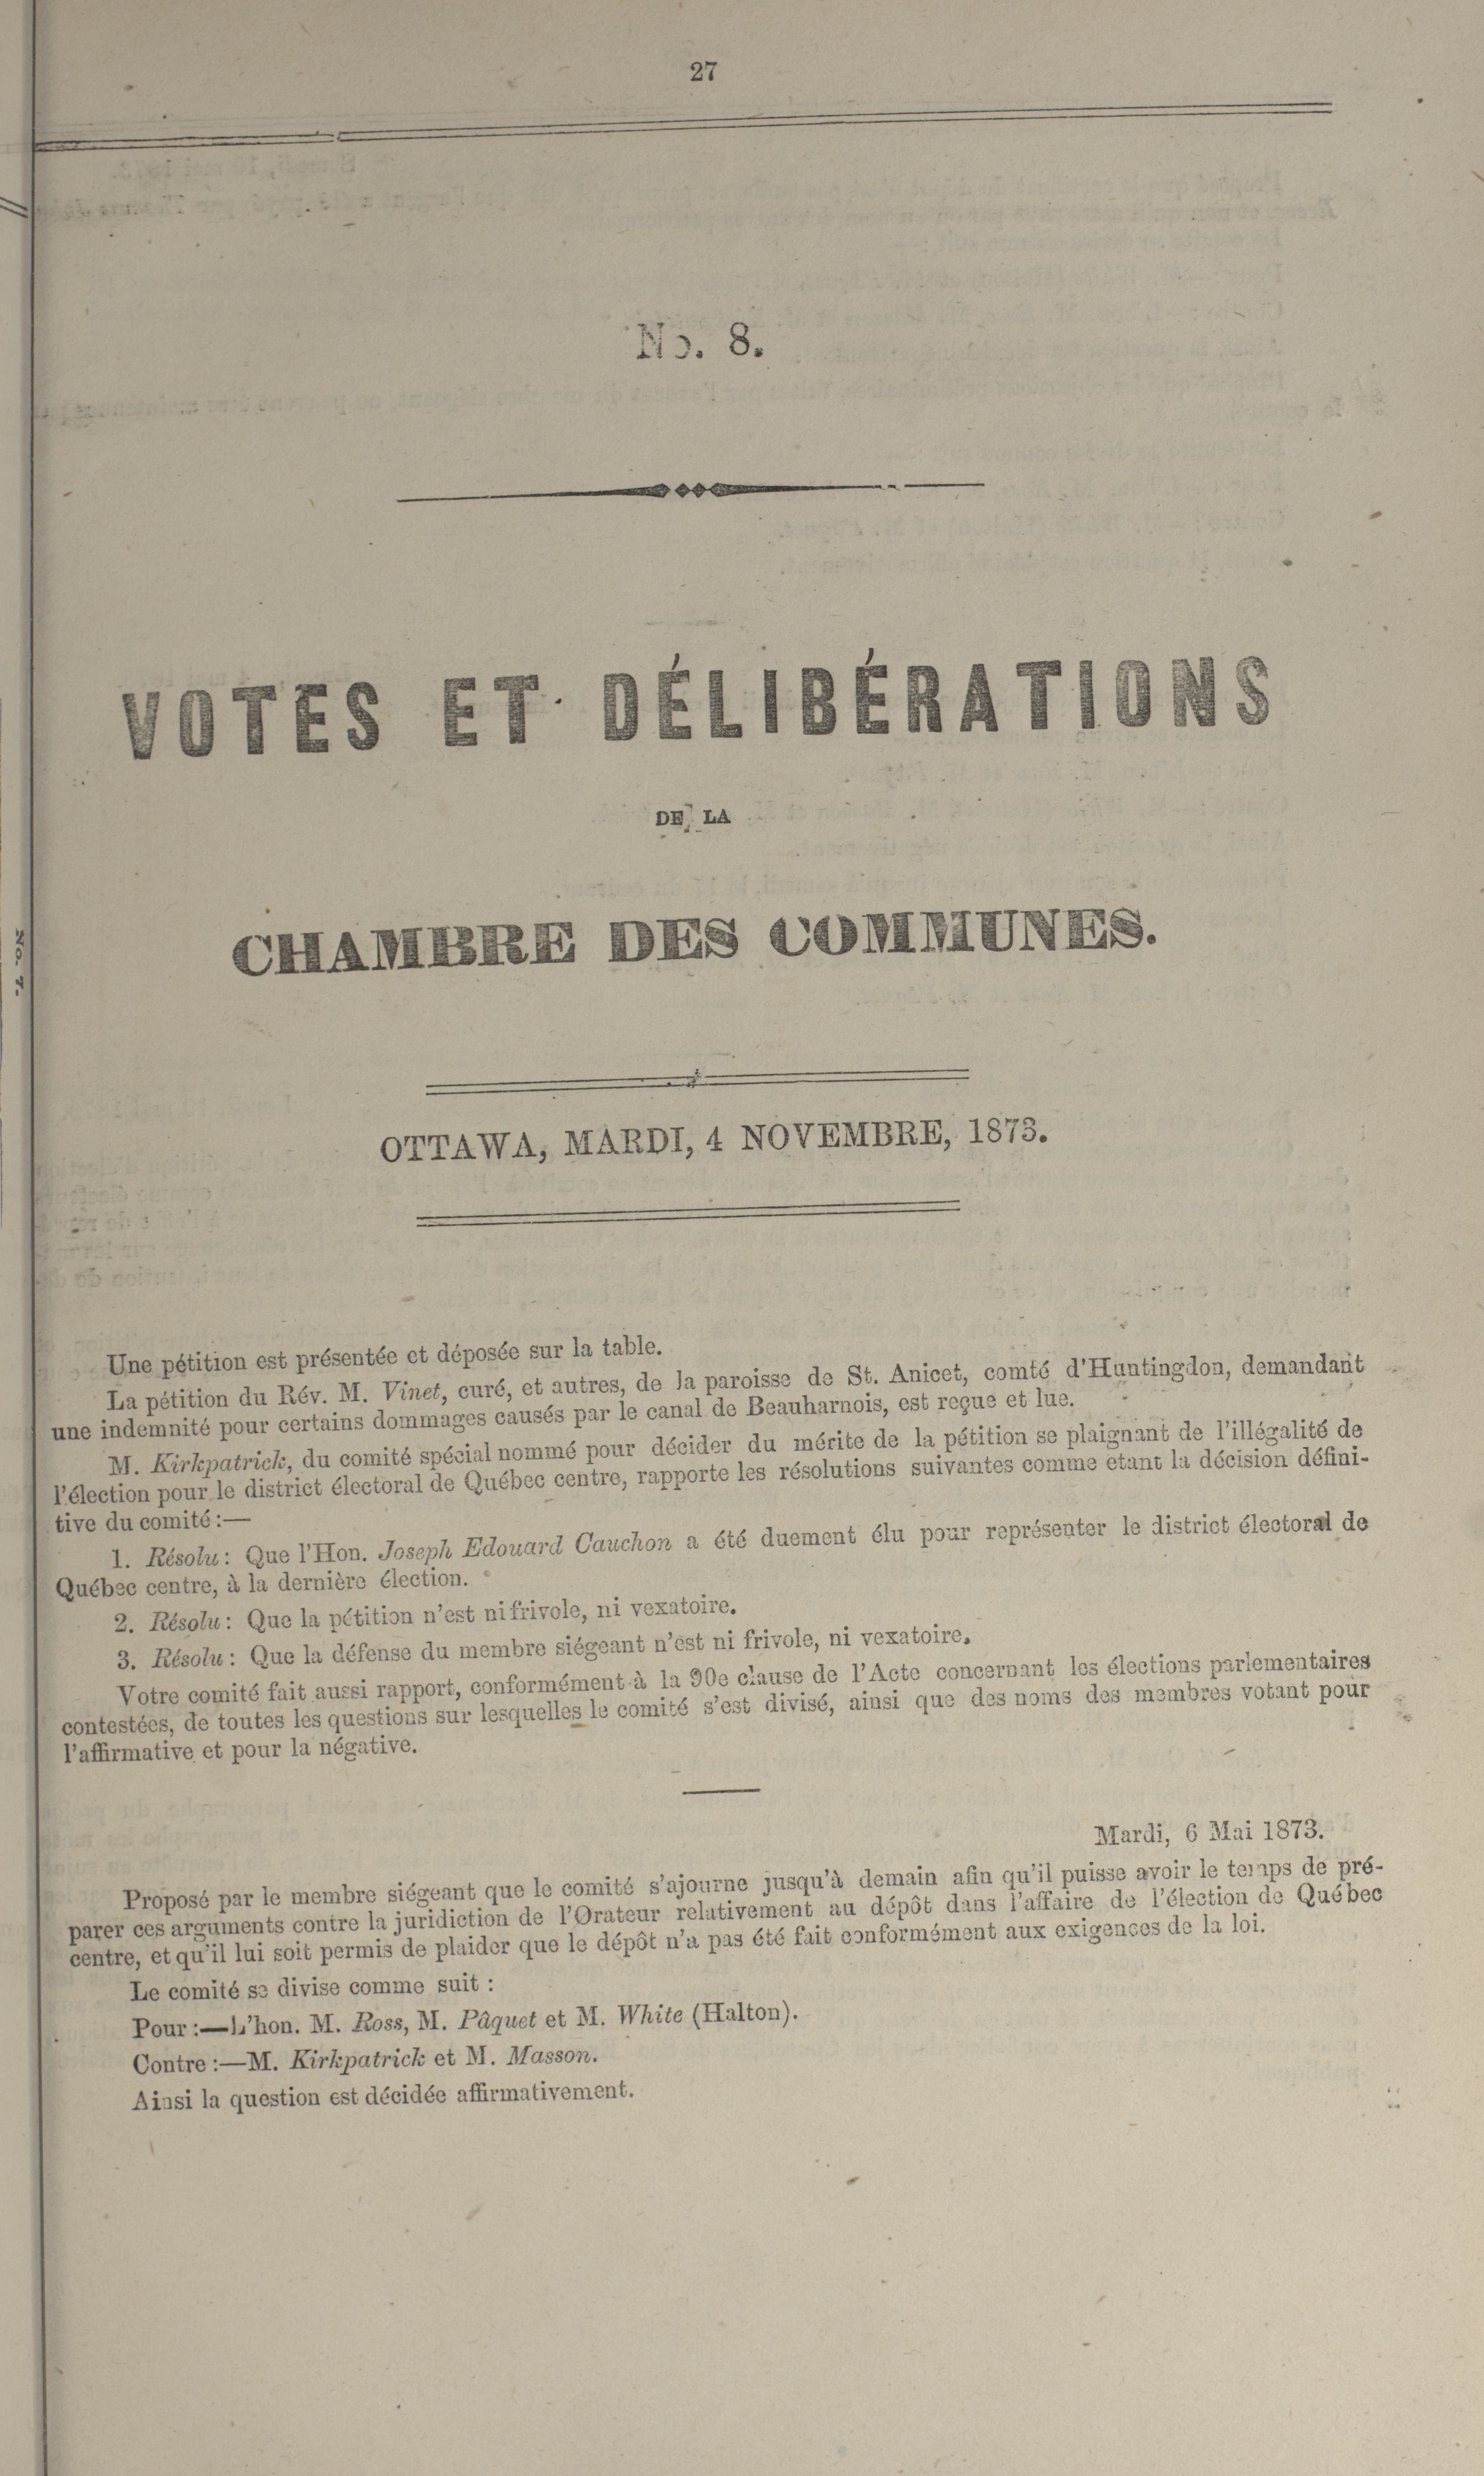 27
No. 8.
VOTES ET DÉLIBÉRATIONS
DE LA
CHAMBRE DES COMMUNES.
OTTAWA, MARDI, 4 NOVEMBRE, 1873.
Une pétition est présentée et déposée sur la table.
La pétition du Rév. M. Vinet, curé, et autres, de la paroisse de St. Anicet, comté d'Huntingdon, demandant
une indemnité pour certains dommages causés par le canal de Beauharnois, est reçue et lue.
M. Kirkpatrick, du comité spécial nommé pour décider du mérite de la pétition se plaignant de l'illégalité de
l'élection pour le district électoral de Québec centre, rapporte les résolutions suivantes comme etant la décision défini-
tive du comité:—
1. Résolu: Que l'Hon. Joseph Edouard Cauchon a été duement élu pour représenter le district électoral de
Québec centre, à la dernière élection.
2. Résolu: Que la pétition n'est ni frivole, ni vexatoire.
3. Résolu: Que la défense du membre siégeant n'est ni frivole, ni vexatoire.
Votre comité fait aussi rapport, conformément à la 90e clause de l'Acte concernant les élections parlementaires
contestées, de toutes les questions sur lesquelles le comité s'est divisé, ainsi que des noms des membres votant pour
l'affirmative et pour la négative.
Mardi, 6 Mai 1873.
Proposé par le membre siégeant que le comité s'ajourne jusqu'à demain afin qu'il puisse avoir le temps de pré-
parer ces arguments contre la juridiction de l'Orateur relativement au dépôt dans l'affaire de l'élection de Québec
centre, et qu'il lui soit permis de plaider que le dépôt n'a pas été fait conformément aux exigences de la loi.
Le comité se divise comme suit :
Pour :—L'hon. M. Ross, M. Pâquet et M. White (Halton).
Contre :—M. Kirkpatrick et M. Masson.
Ainsi la question est décidée affirmativement.
No. 7.